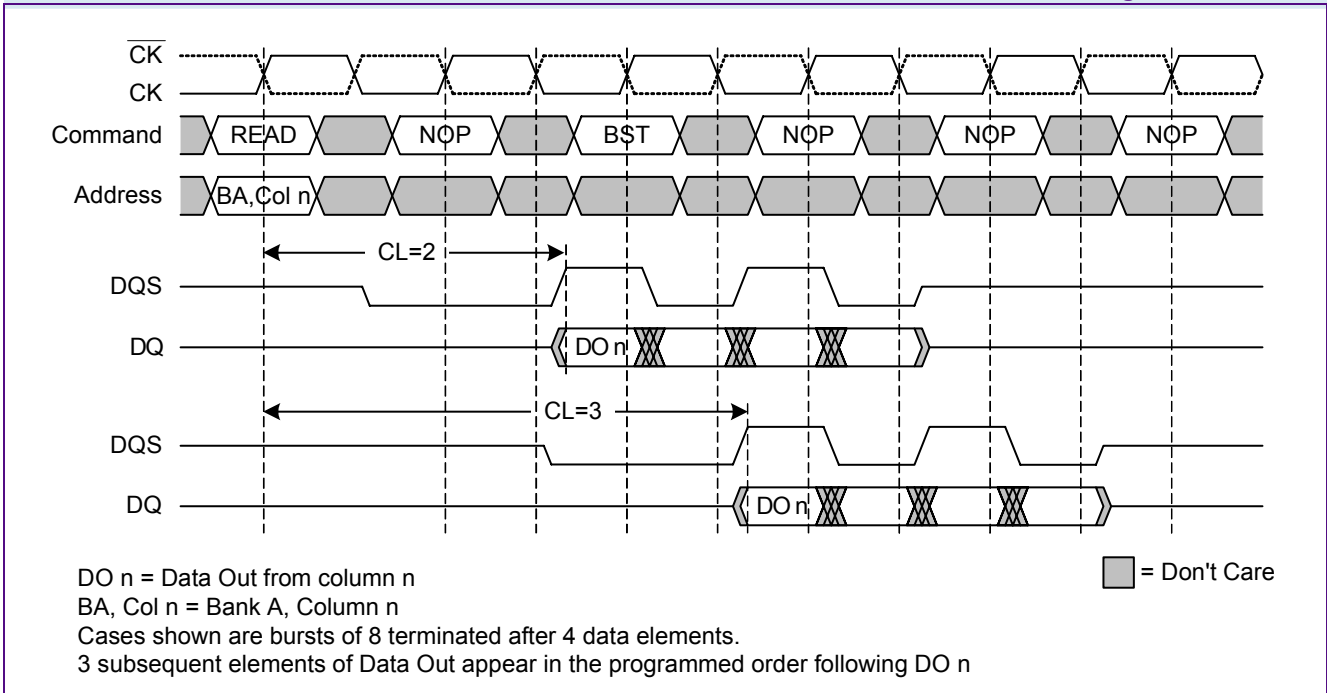 CK
CK
Command READ NOP BST NOP NOP NOP
Address BA,Col n
CL=2
DQS
DQ DO n
CL=3
DQS
DQ DO n
DO n = Data Out from column n
BA, Col n = Bank A, Column n
Cases shown are bursts of 8 terminated after 4 data elements.
3 subsequent elements of Data Out appear in the programmed order following DO n
= Don't Care